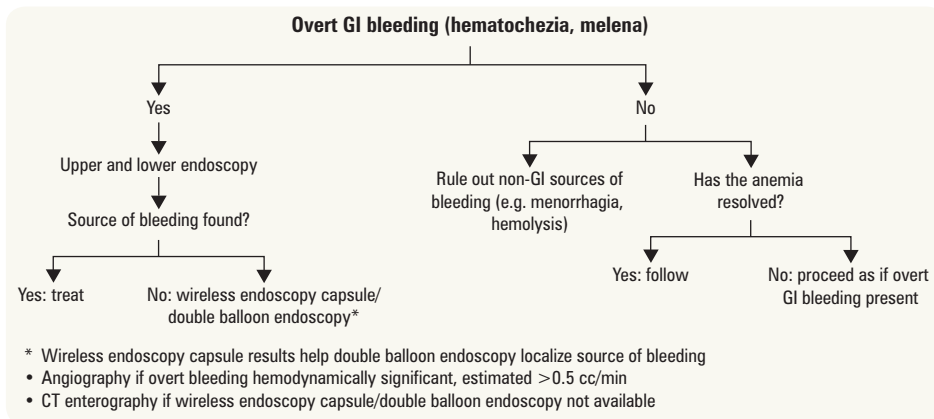 Overt GI bleeding (hematochezia, melena)
Yes
No
Upper and lower endoscopy
Rule out non-GI sources of
bleeding (e.g. menorrhagia,
hemolysis)
Has the anemia
resolved?
Source of bleeding found?
Yes: treat
No: wireless endoscopy capsule/
double balloon endoscopy*
Yes: follow
No: proceed as if overt
GI bleeding present
* Wireless endoscopy capsule results help double balloon endoscopy localize source of bleeding
• Angiography if overt bleeding hemodynamically significant, estimated >0.5 cc/min
• CT enterography if wireless endoscopy capsule/double balloon endoscopy not available